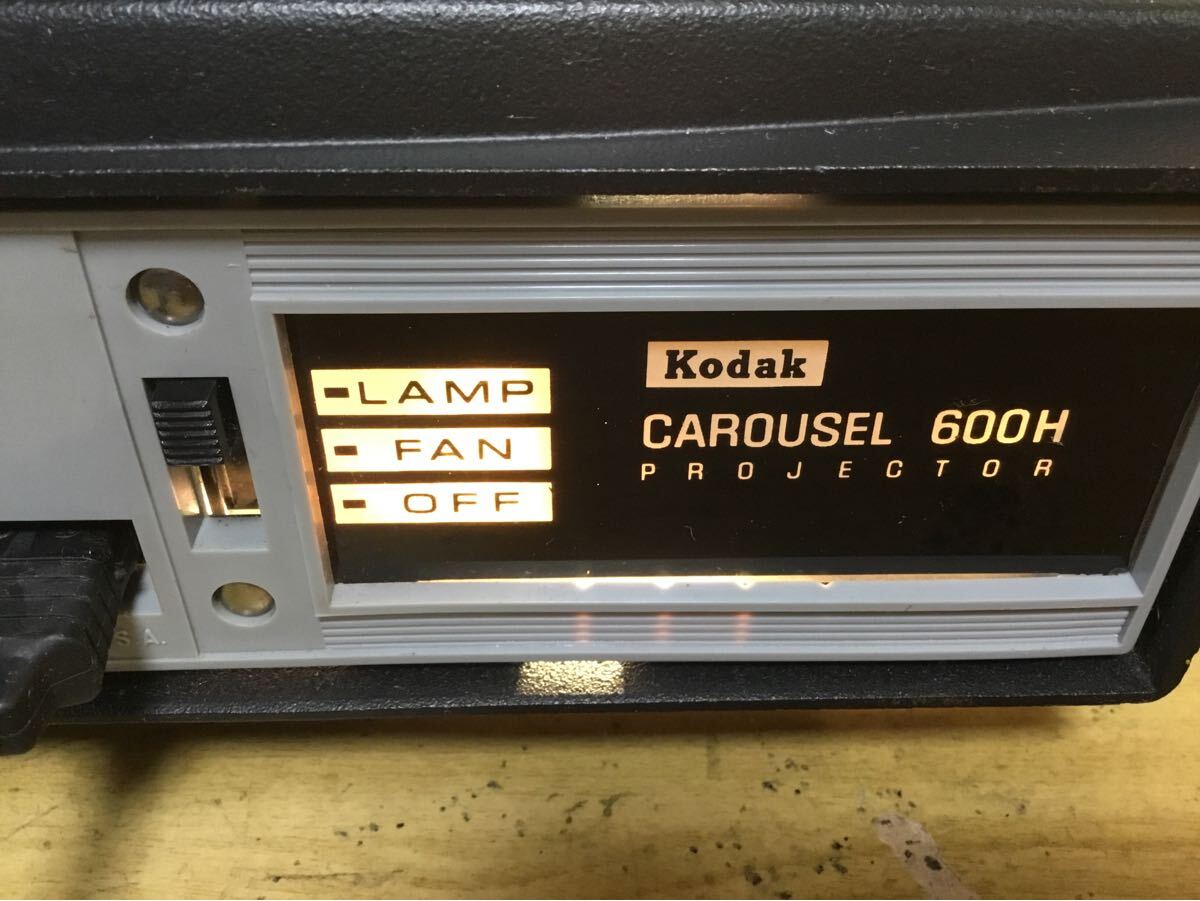 LAMP
FAN
OFF
Kodak
CAROUSEL 600H
PROJECTOR
S.A.